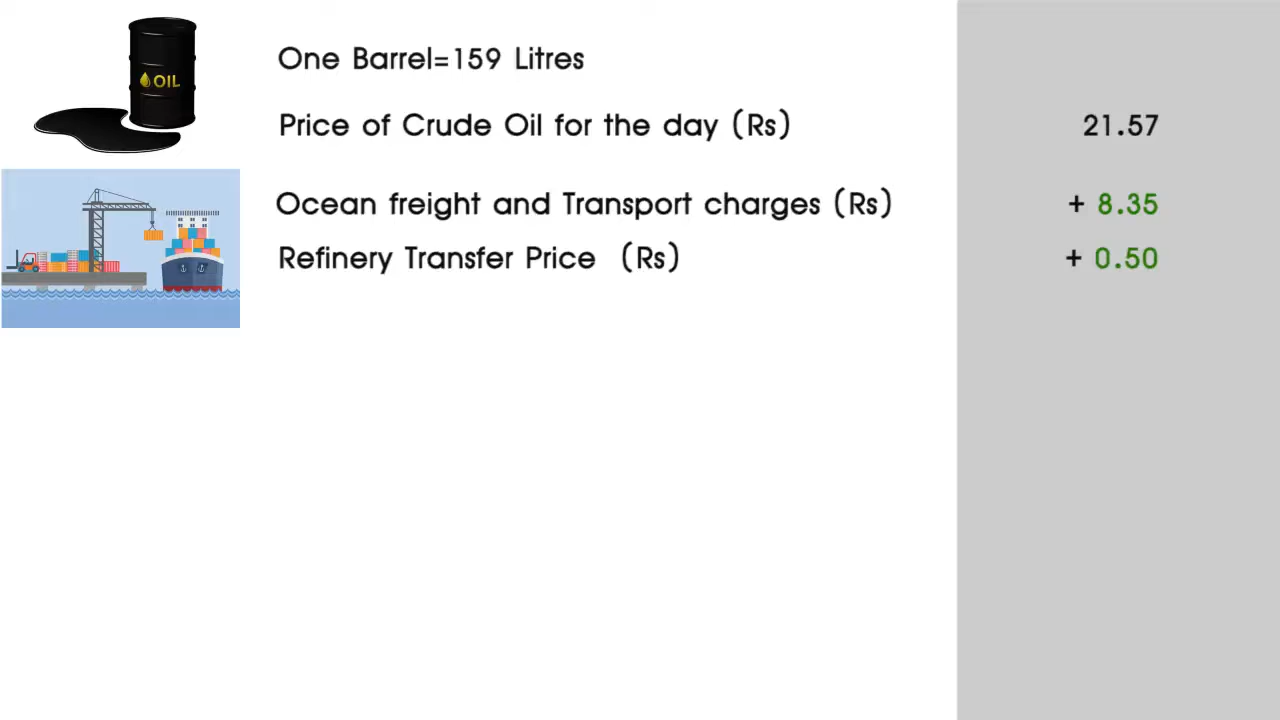 OIL
One Barrel=159 Litres
Price of Crude Oil for the day (Rs) 21.57
Ocean freight and Transport charges (Rs) + 8.35
Refinery Transfer Price (Rs) + 0.50